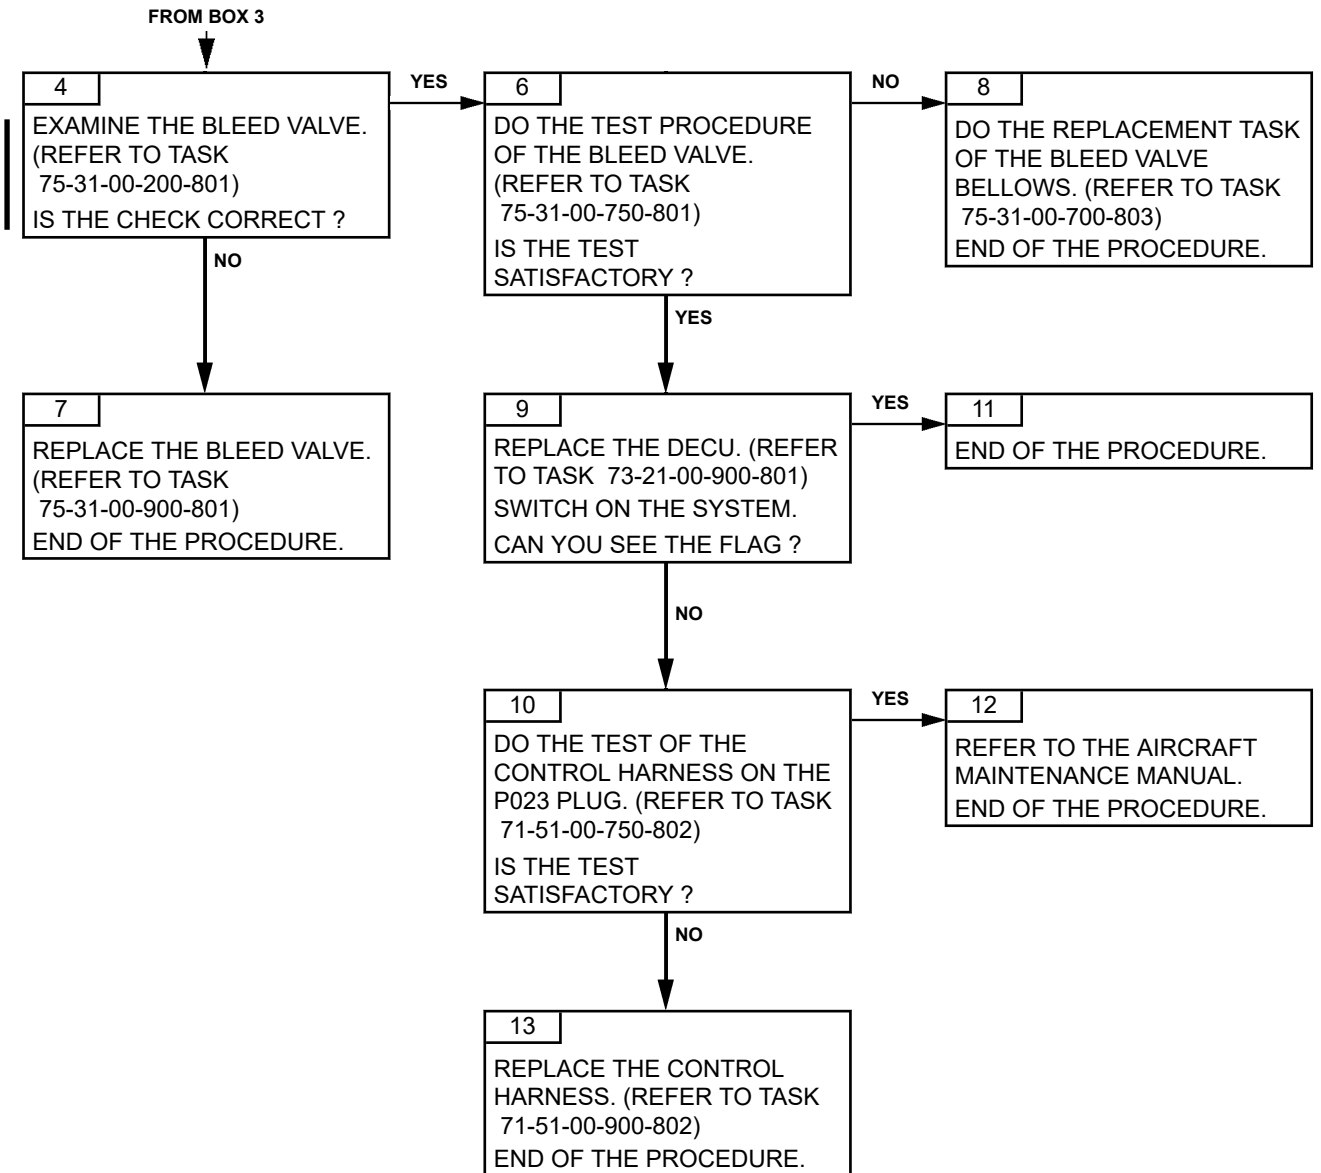 FROM BOX 3
4
EXAMINE THE BLEED VALVE.
(REFER TO TASK
75-31-00-200-801)
IS THE CHECK CORRECT ?
YES
NO
6
DO THE TEST PROCEDURE
OF THE BLEED VALVE.
(REFER TO TASK
75-31-00-750-801)
IS THE TEST
SATISFACTORY ?
NO
YES
8
DO THE REPLACEMENT TASK
OF THE BLEED VALVE
BELLOWS. (REFER TO TASK
75-31-00-700-803)
END OF THE PROCEDURE.
7
REPLACE THE BLEED VALVE.
(REFER TO TASK
75-31-00-900-801)
END OF THE PROCEDURE.
9
REPLACE THE DECU. (REFER
TO TASK 73-21-00-900-801)
SWITCH ON THE SYSTEM.
CAN YOU SEE THE FLAG ?
YES
NO
11
END OF THE PROCEDURE.
10
DO THE TEST OF THE
CONTROL HARNESS ON THE
P023 PLUG. (REFER TO TASK
71-51-00-750-802)
IS THE TEST
SATISFACTORY ?
YES
NO
12
REFER TO THE AIRCRAFT
MAINTENANCE MANUAL.
END OF THE PROCEDURE.
13
REPLACE THE CONTROL
HARNESS. (REFER TO TASK
71-51-00-900-802)
END OF THE PROCEDURE.